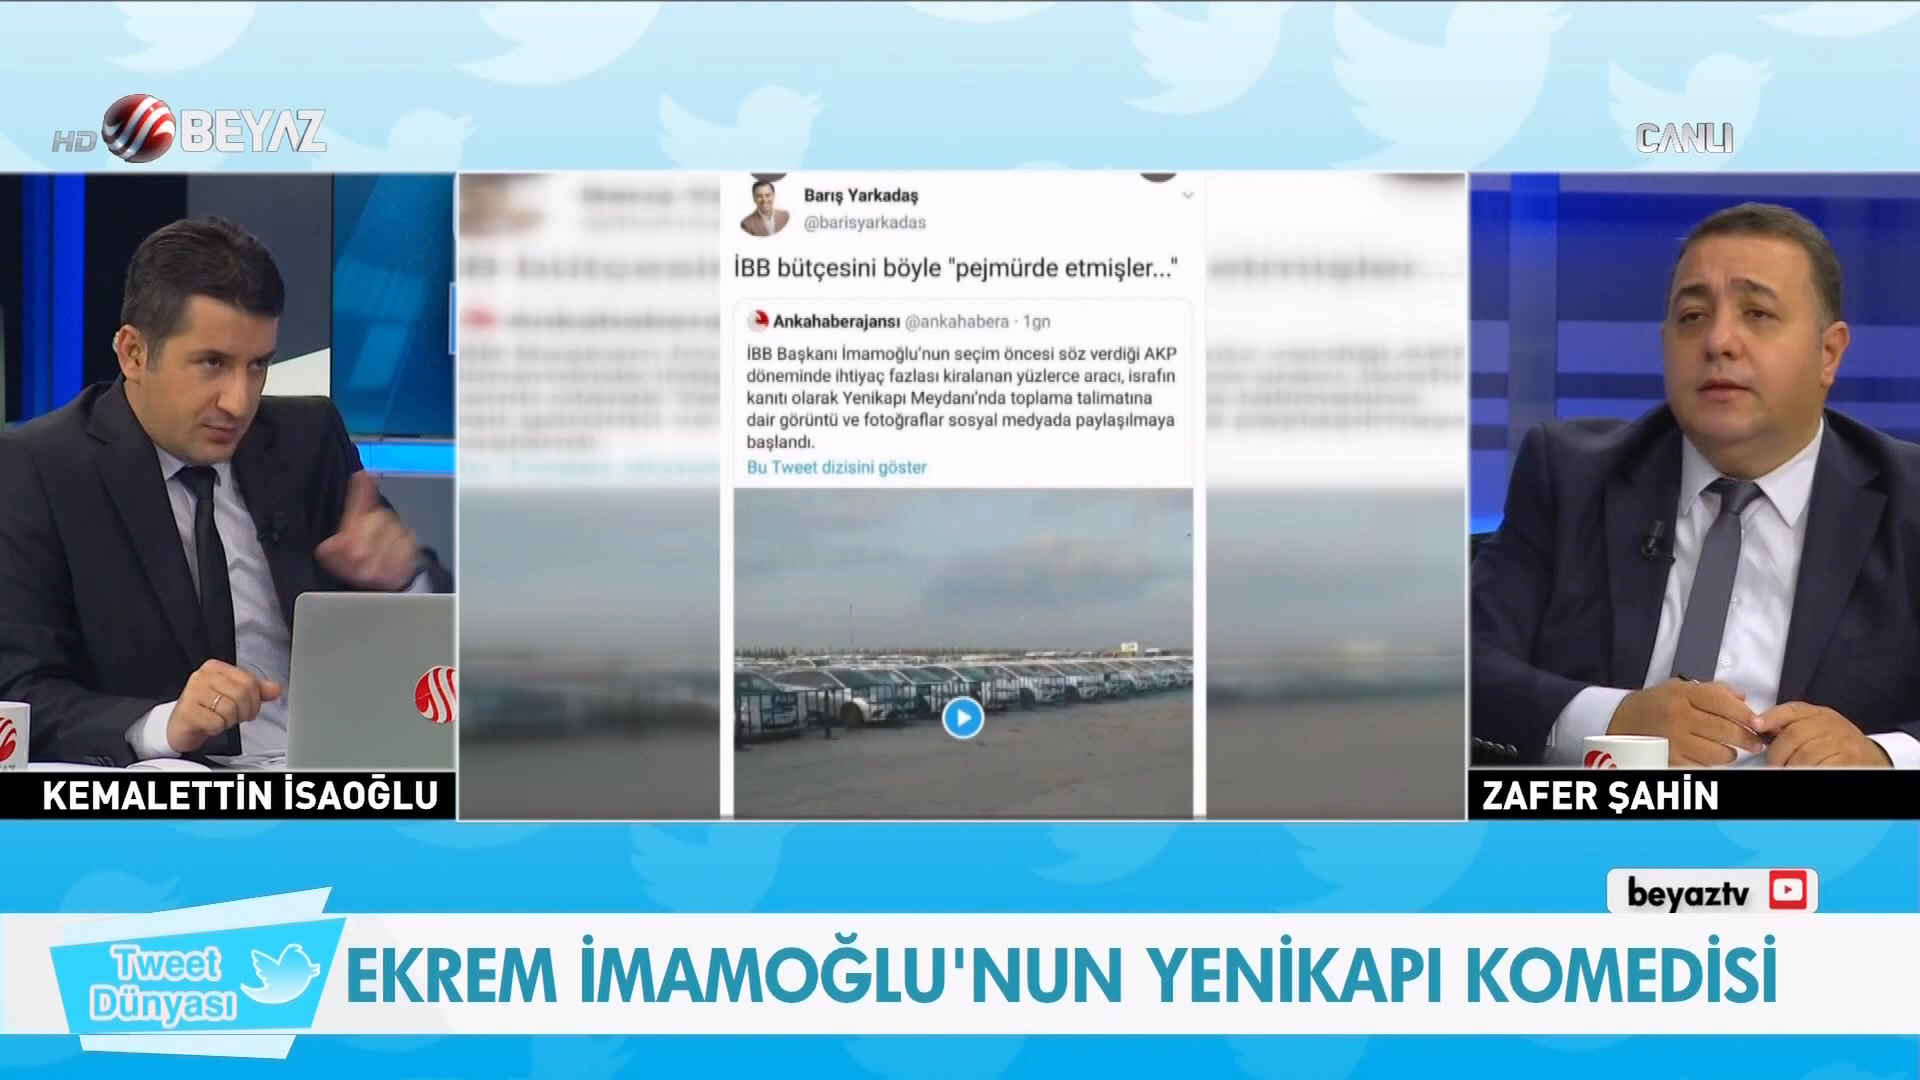 HD BEYAZ
CANLI
Barış Yarkadaş
@barisyarkadas
İBB bütçesini böyle "pejmürde etmişler..."
Ankahaberajansı @ankahabera · 1gn
İBB Başkanı İmamoğlu'nun seçim öncesi söz verdiği AKP
döneminde ihtiyaç fazlası kiralanan yüzlerce aracı, israfın
kanıtı olarak Yenikapı Meydanı'nda toplama talimatına
dair görüntü ve fotoğraflar sosyal medyada paylaşılmaya
başlandı.
Bu Tweet dizisini göster
KEMALETTİN İSAOĞLU
ZAFER ŞAHİN
beyaztv
Tweet
Dünyası
EKREM İMAMOĞLU'NUN YENİKAPI KOMEDİSİ